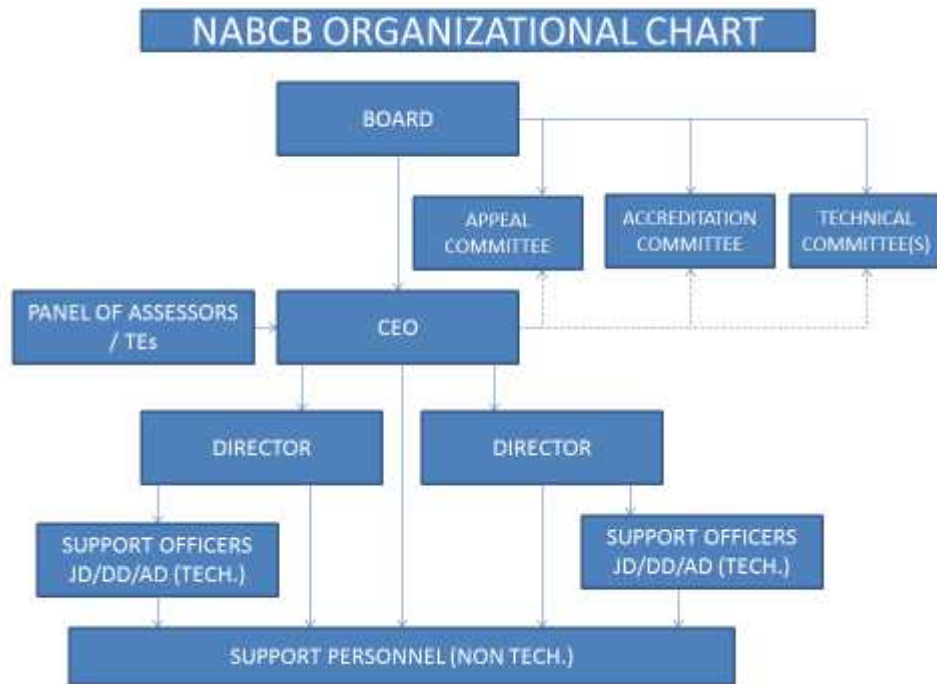 NABCB ORGANIZATIONAL CHART
BOARD
APPEAL
COMMITTEE
ACCREDITATION
COMMITTEE
TECHNICAL
COMMITTEE(S)
PANEL OF ASSESSORS
/ TEs
CEO
DIRECTOR
DIRECTOR
SUPPORT OFFICERS
JD/DD/AD (TECH.)
SUPPORT OFFICERS
JD/DD/AD (TECH.)
SUPPORT PERSONNEL (NON TECH.)